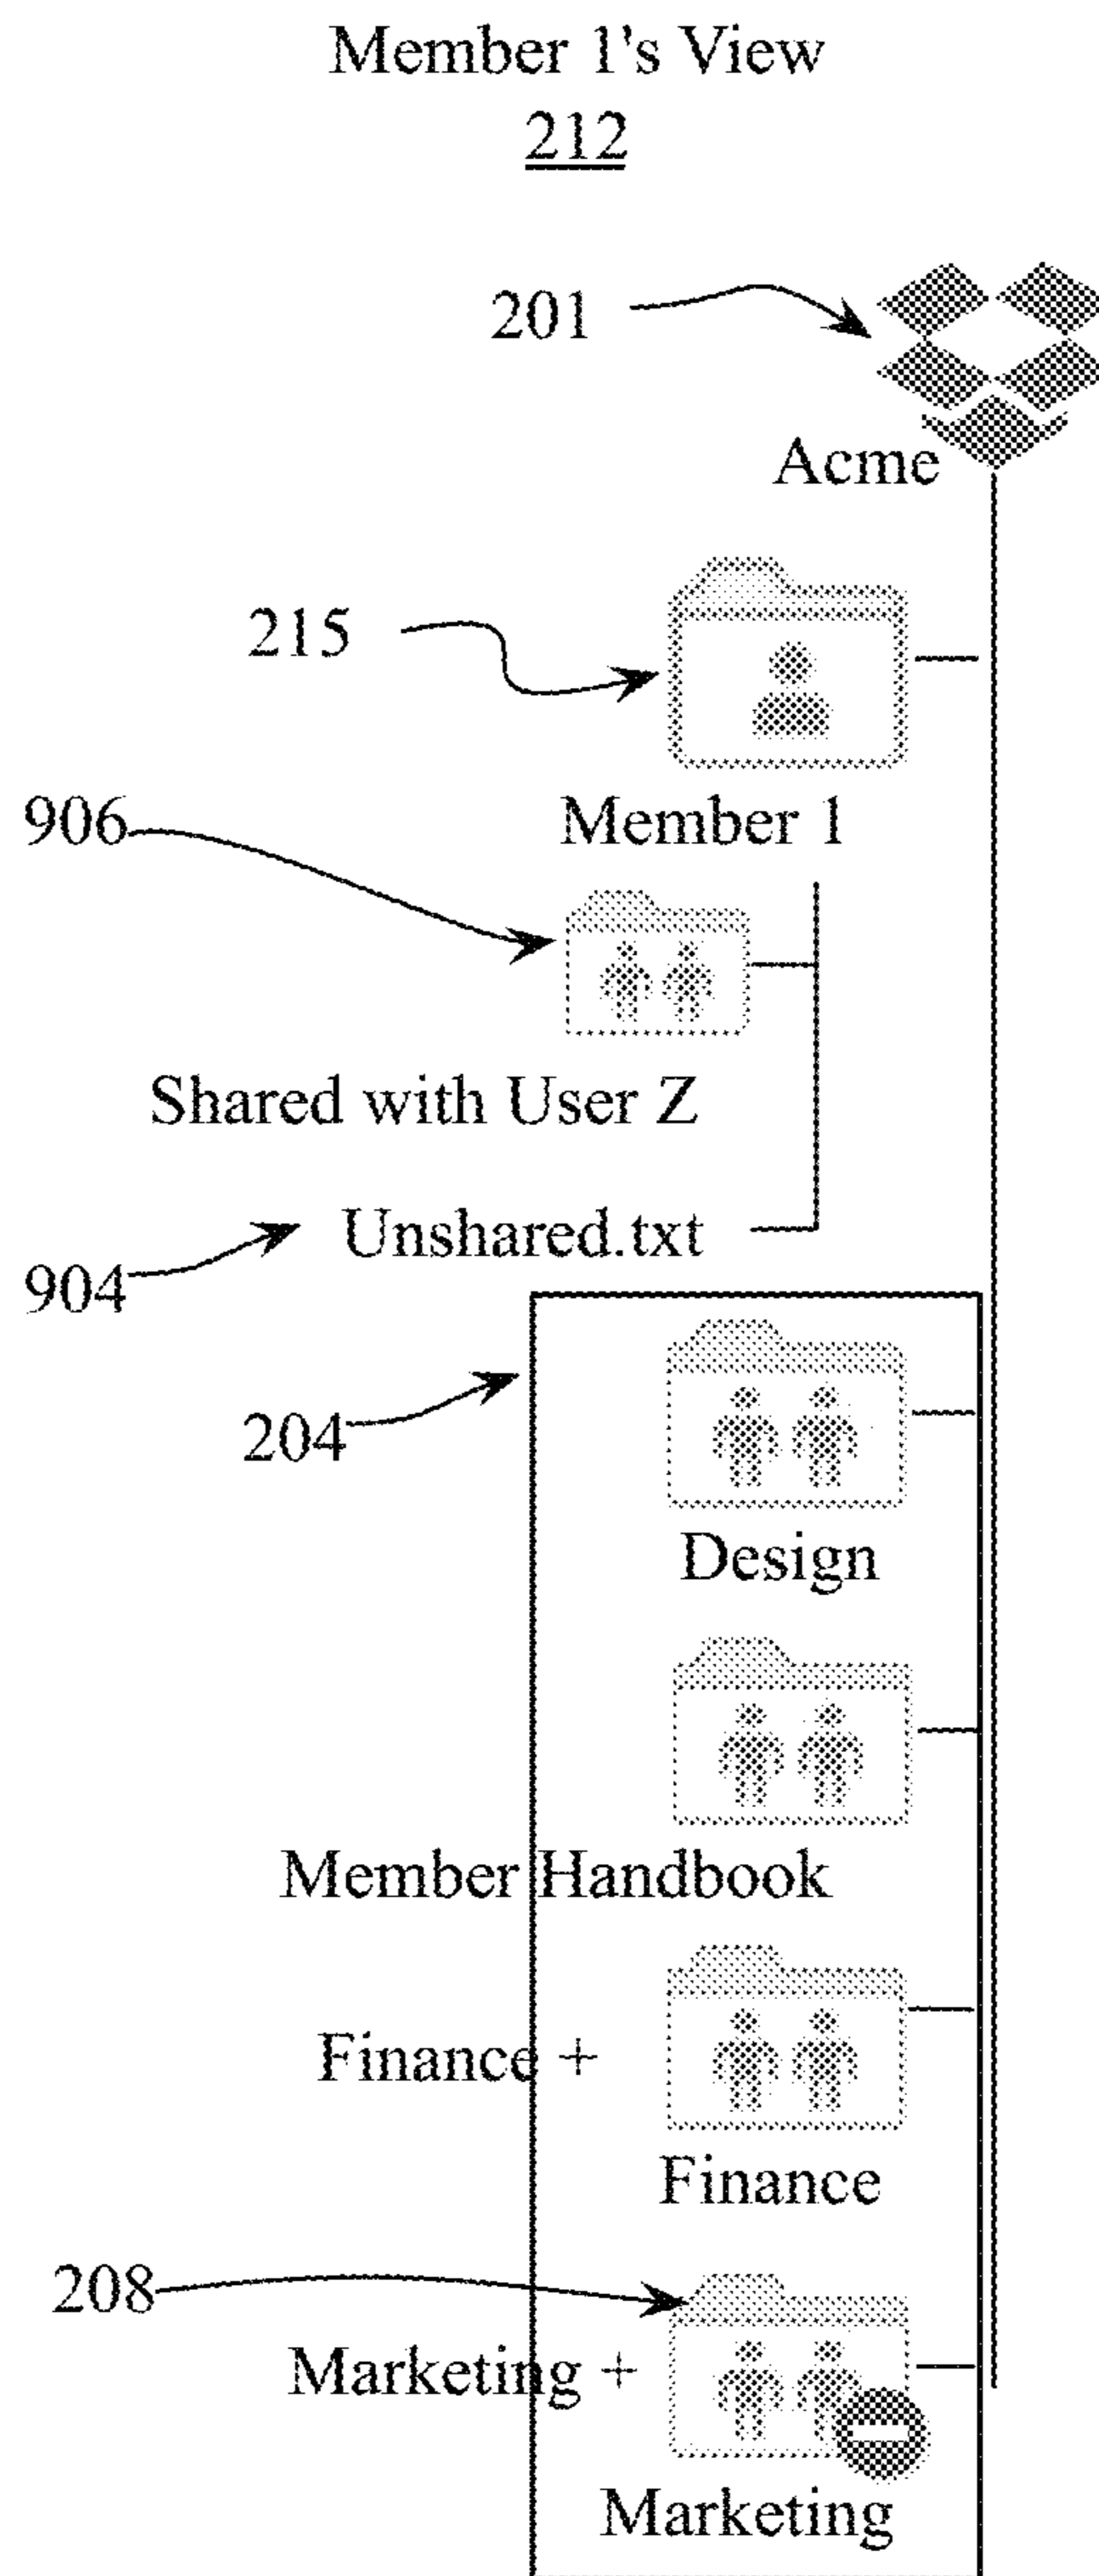 Member 1's View
212
201
Acme
215
906
Member 1
Shared with User Z
Unshared.txt
904
204
Design
Member Handbook
Finance +
Finance
208
Marketing +
Marketing